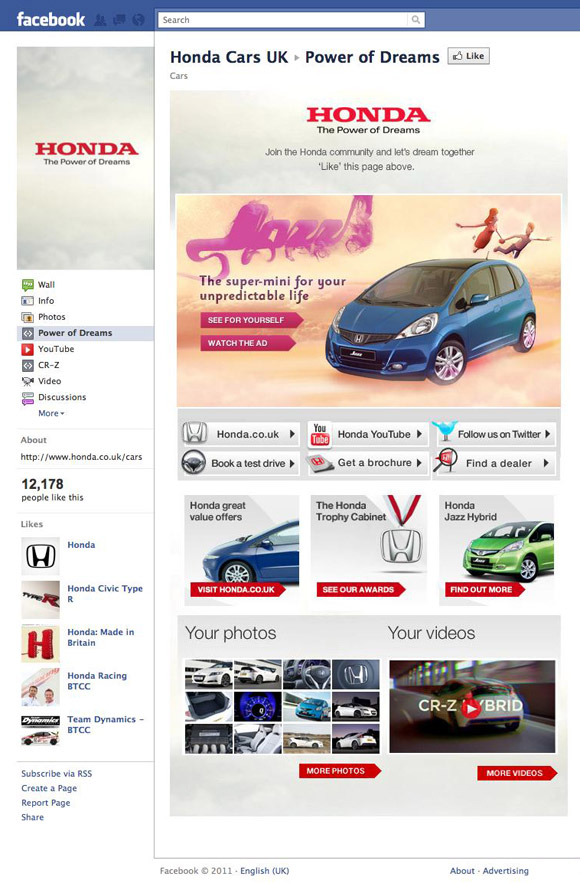 facebook
Search
HONDA
The Power of Dreams
Wall
Info
Photos
Power of Dreams
YouTube
CR-Z
Video
Discussions
More
About
http://www.honda.co.uk/cars
12,178
people like this
Likes
Honda
Honda Civic Type
R
Honda: Made in
Britain
Honda Racing
BTCC
Team Dynamics –
BTCC
Subscribe via RSS
Create a Page
Report Page
Share
Honda Cars UK ▸ Power of Dreams
Like
Cars
HONDA
The Power of Dreams
Join the Honda community and let's dream together
'Like' this page above.
Jazz
The super-mini for your
unpredictable life
SEE FOR YOURSELF
WATCH THE AD
Jazz
Honda.co.uk
You Tube
Honda YouTube
Follow us on Twitter
Book a test drive
Get a brochure
Find a dealer
Honda great
value offers
VISIT HONDA.CO.UK
The Honda
Trophy Cabinet
SEE OUR AWARDS
Honda
Jazz Hybrid
FIND OUT MORE
Your photos
MORE PHOTOS
Your videos
CR-Z HYBRID
MORE VIDEOS
Facebook © 2011 · English (UK)
About · Advertising